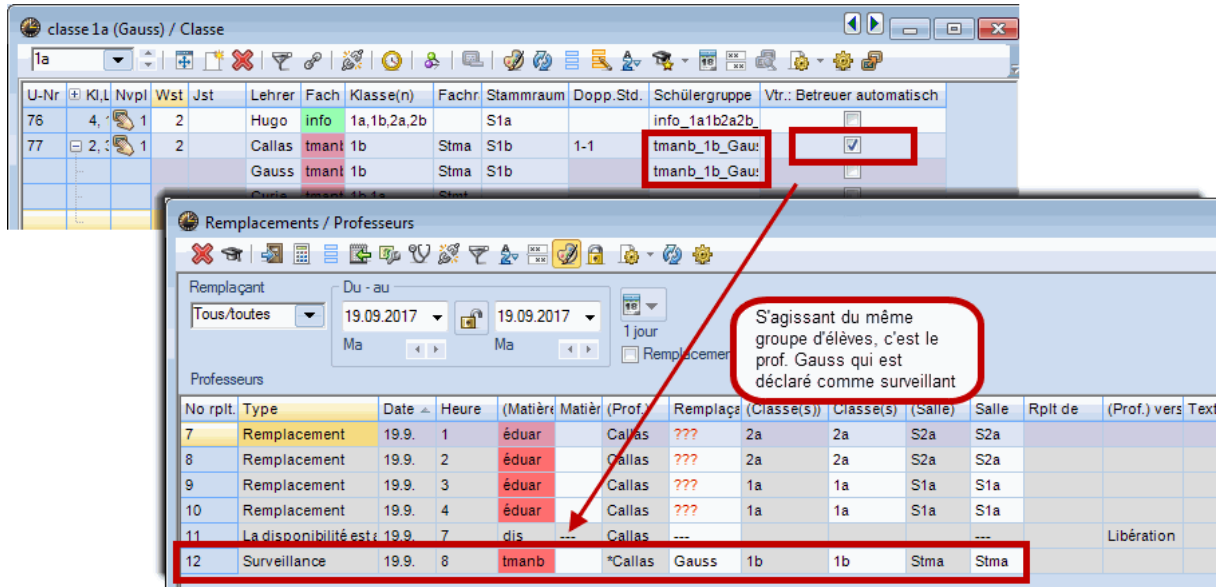 classe 1a (Gauss) / Classe
1a
U-Nr Kl,L Nvpl Wst Jst Lehrer Fach Klasse(n) Fachr Stammraum Dopp.Std. Schülergruppe Vtr.: Betreuer automatisch
76 4, 1 2 Hugo info 1a,1b,2a,2b S1a info_1a1b2a2b_
77 2, 1 2 Callas tmanb 1b Stma S1b 1-1 tmanb_1b_Gau
Gauss tmanb 1b Stma S1b tmanb_1b_Gau
Remplacements / Professeurs
Remplaçant Du - au
Tous/toutes 19.09.2017 19.09.2017
1 jour
Ma Ma Remplacemen
S'agissant du même
groupe d'élèves, c'est le
prof. Gauss qui est
déclaré comme surveillant
Professeurs
No rplt. Type Date Heure (Matière Matièr (Prof.) Remplaça (Classe(s)) Classe(s) (Salle) Salle Rplt de (Prof.) vers Text
7 Remplacement 19.9. 1 éduar Callas ??? 2a 2a S2a S2a
8 Remplacement 19.9. 2 éduar Callas ??? 2a 2a S2a S2a
9 Remplacement 19.9. 3 éduar Callas ??? 1a 1a S1a S1a
10 Remplacement 19.9. 4 éduar Callas ??? 1a 1a S1a S1a
11 La disponibilité est 19.9. 7 dis --- Callas --- --- Libération
12 Surveillance 19.9. 8 tmanb *Callas Gauss 1b 1b Stma Stma